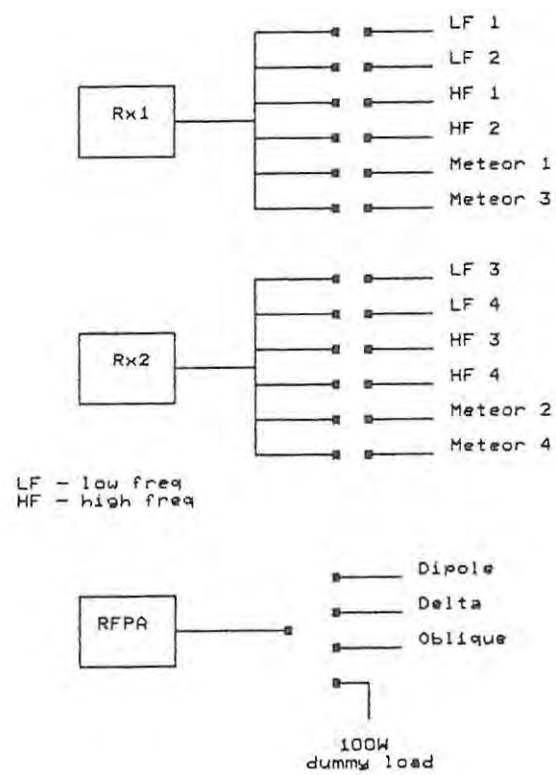 LF 1
LF 2
HF 1
Rx1
HF 2
Meteor 1
Meteor 3
LF 3
LF 4
HF 3
Rx2
HF 4
Meteor 2
Meteor 4
LF - low freq
HF - high freq
Dipole
Delta
RFPA
Oblique
100W
dummy load